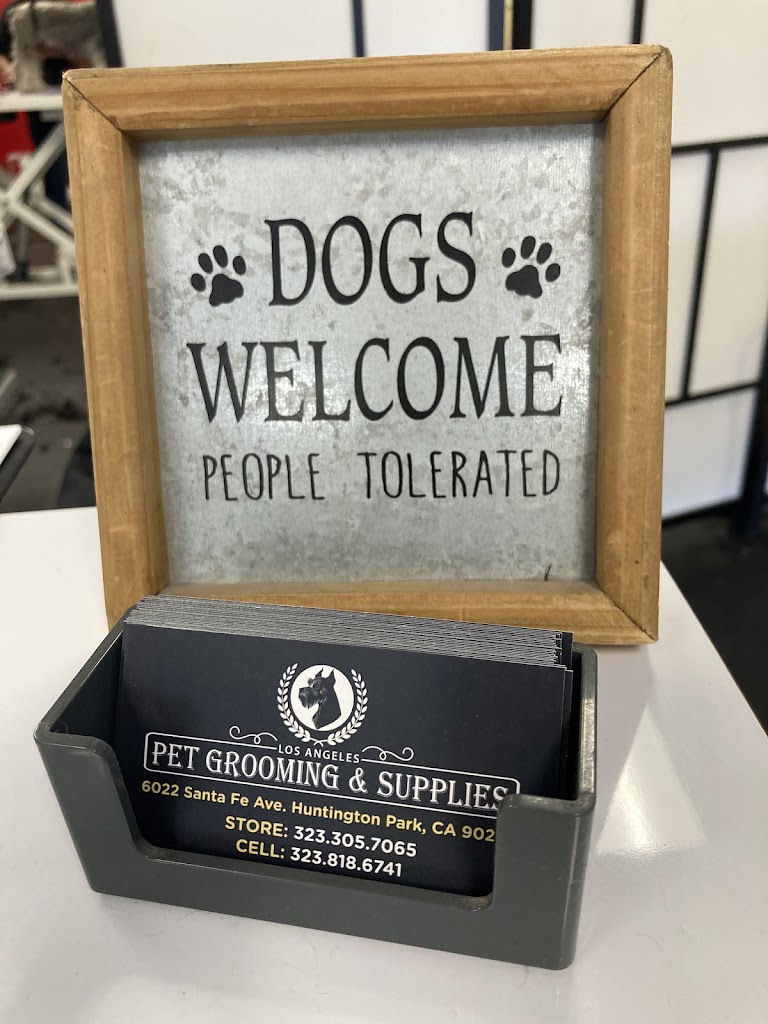 DOGS
WELCOME
PEOPLE TOLERATED
LOS ANGELES
PET GROOMING & SUPPLIES
6022 Santa Fe Ave. Huntington Park, CA 902
STORE: 323.305.7065
CELL: 323.818.6741